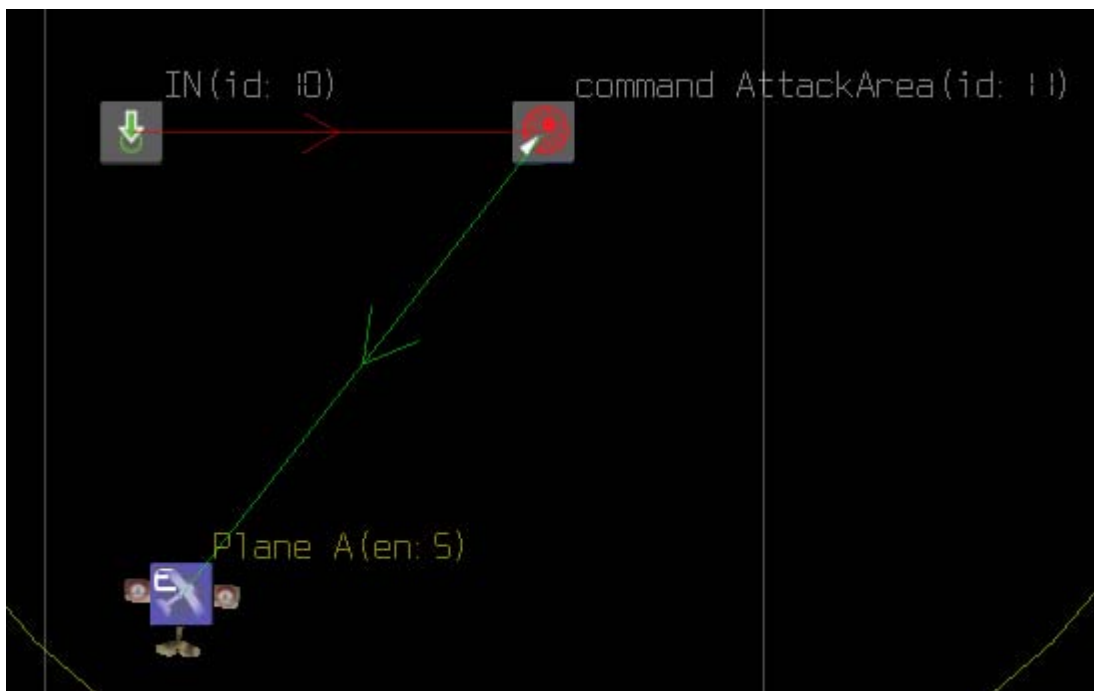 IN(id: 10)
command AttackArea(id: 11)
Plane A(en: 5)
E